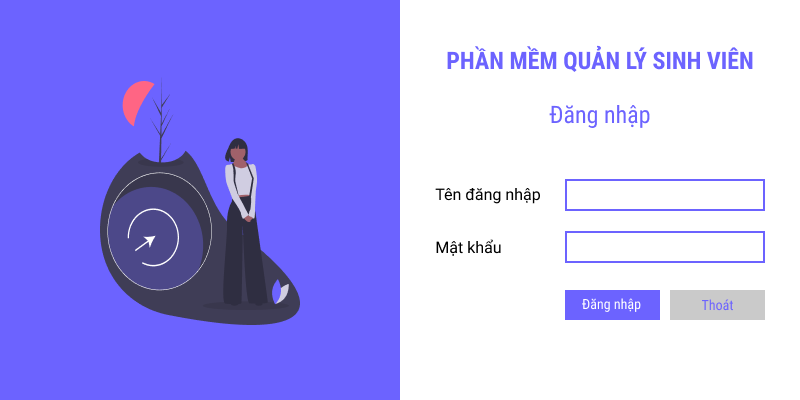 PHẦN MỀM QUẢN LÝ SINH VIÊN
Đăng nhập
Tên đăng nhập
Mật khẩu
Đăng nhập
Thoát